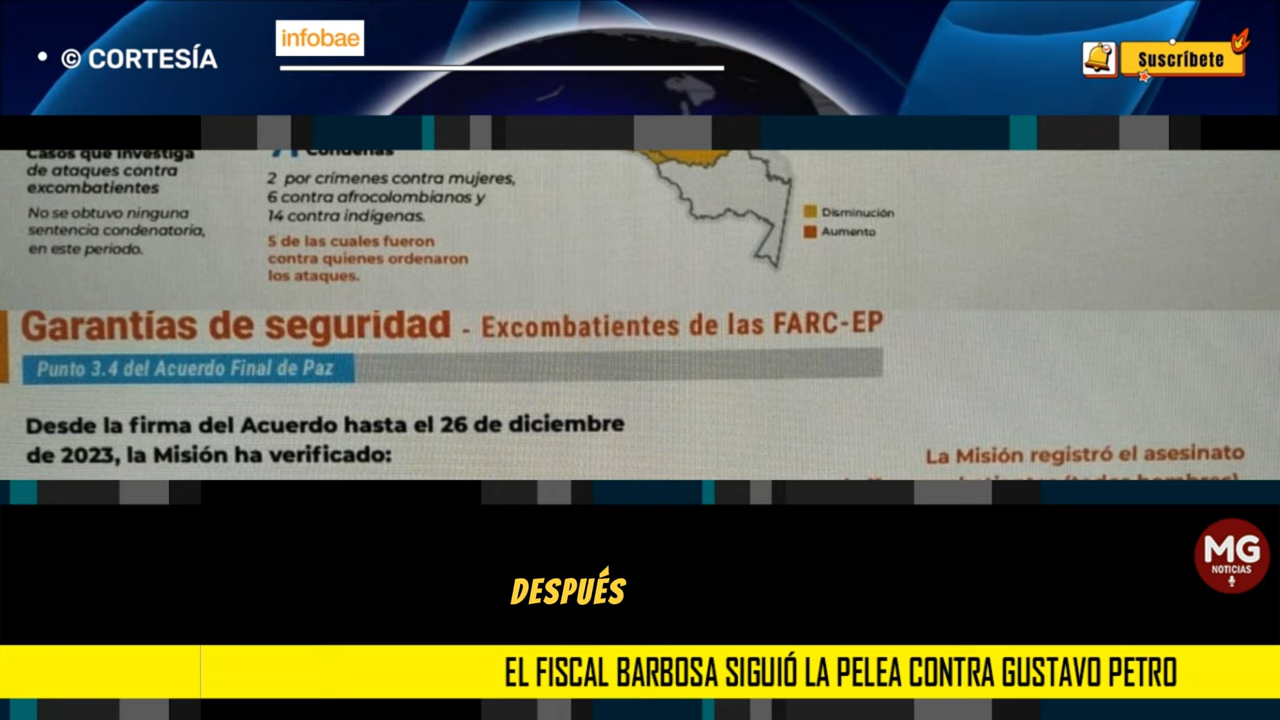 • © CORTESÍA
infobae
Suscríbete
Casos que investiga
de ataques contra
excombatientes
No se obtuvo ninguna
sentencia condenatoria,
en este periodo.
Condenas
2 por crímenes contra mujeres,
6 contra afrocolombianos y
14 contra indígenas.
5 de las cuales fueron
contra quienes ordenaron
los ataques.
Disminución
Aumento
Garantías de seguridad - Excombatientes de las FARC-EP
Punto 3.4 del Acuerdo Final de Paz
Desde la firma del Acuerdo hasta el 26 de diciembre
de 2023, la Misión ha verificado:
La Misión registró el asesinato
MG
NOTICIAS
DESPUÉS
EL FISCAL BARBOSA SIGUIÓ LA PELEA CONTRA GUSTAVO PETRO